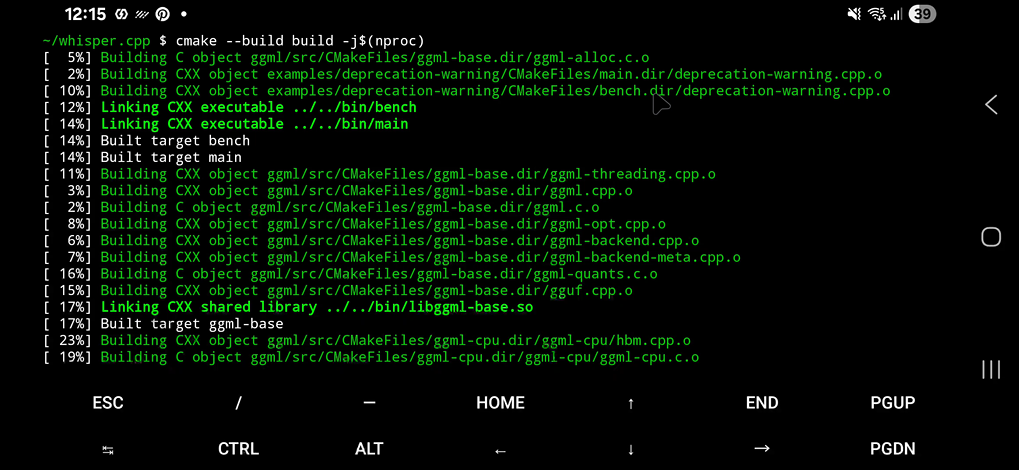 12:15 39
~/whisper.cpp $ cmake --build build -j$(nproc)
[  5%] Building C object ggml/src/CMakeFiles/ggml-base.dir/ggml-alloc.c.o
[  2%] Building CXX object examples/deprecation-warning/CMakeFiles/main.dir/deprecation-warning.cpp.o
[ 10%] Building CXX object examples/deprecation-warning/CMakeFiles/bench.dir/deprecation-warning.cpp.o
[ 12%] Linking CXX executable ../../bin/bench
[ 14%] Linking CXX executable ../../bin/main
[ 14%] Built target bench
[ 14%] Built target main
[ 11%] Building CXX object ggml/src/CMakeFiles/ggml-base.dir/ggml-threading.cpp.o
[  3%] Building CXX object ggml/src/CMakeFiles/ggml-base.dir/ggml.cpp.o
[  2%] Building C object ggml/src/CMakeFiles/ggml-base.dir/ggml.c.o
[  8%] Building CXX object ggml/src/CMakeFiles/ggml-base.dir/ggml-opt.cpp.o
[  6%] Building CXX object ggml/src/CMakeFiles/ggml-base.dir/ggml-backend.cpp.o
[  7%] Building CXX object ggml/src/CMakeFiles/ggml-base.dir/ggml-backend-meta.cpp.o
[ 16%] Building C object ggml/src/CMakeFiles/ggml-base.dir/ggml-quants.c.o
[ 15%] Building CXX object ggml/src/CMakeFiles/ggml-base.dir/gguf.cpp.o
[ 17%] Linking CXX shared library ../../bin/libggml-base.so
[ 17%] Built target ggml-base
[ 23%] Building CXX object ggml/src/CMakeFiles/ggml-cpu.dir/ggml-cpu/hbm.cpp.o
[ 19%] Building C object ggml/src/CMakeFiles/ggml-cpu.dir/ggml-cpu/ggml-cpu.c.o
ESC / — HOME ↑ END PGUP
↹ CTRL ALT ← ↓ → PGDN